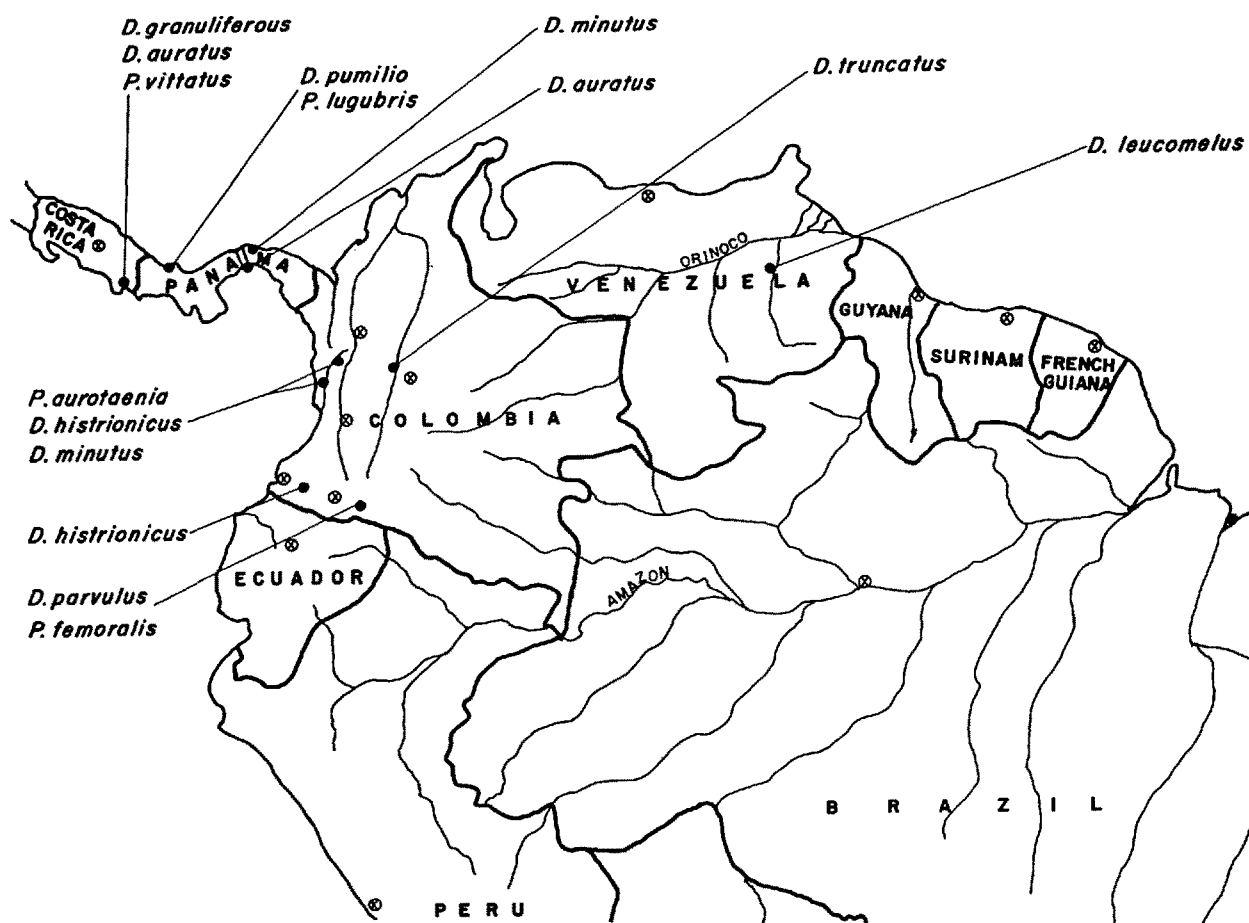 D. granuliferous
D. auratus
P. vittatus
D. pumilio
P. lugubris
D. minutus
D. auratus
D. truncatus
D. leucomelus
COSTA
RICA
PANAMA
ORINOCO
VENEZUELA
GUYANA
SURINAM
FRENCH
GUIANA
P. aurotaenia
D. histrionicus
D. minutus
COLOMBIA
D. histrionicus
ECUADOR
D. parvulus
P. femoralis
AMAZON
BRAZIL
PERU